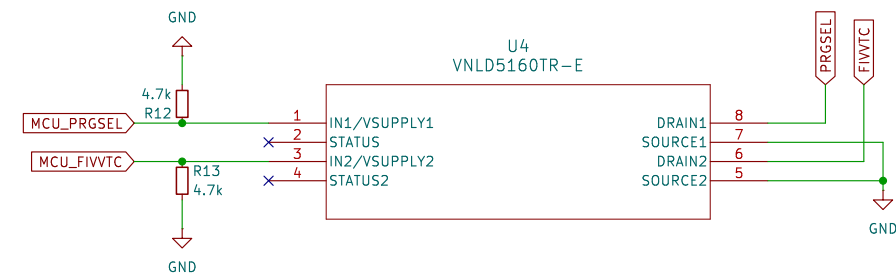 GND
U4
VNLD5160TR-E
PRGSEL
FIVVTC
4.7k
R12
MCU_PRGSEL
1
IN1/VSUPPLY1
DRAIN1
8
2
STATUS
SOURCE1
7
MCU_FIVVTC
3
IN2/VSUPPLY2
DRAIN2
6
R13
4.7k
4
STATUS2
SOURCE2
5
GND
GND